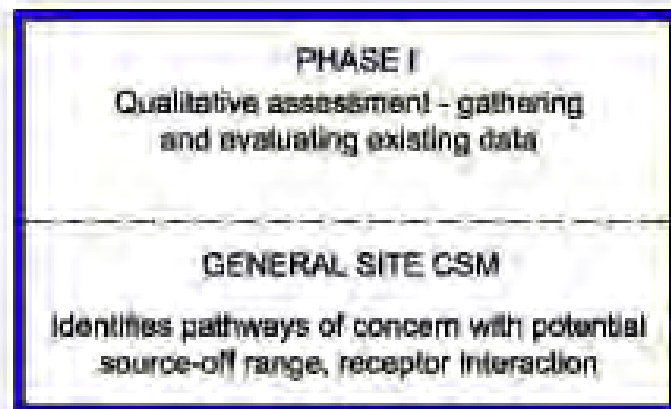 PHASE I
Qualitative assessment - gathering
and evaluating existing data
GENERAL SITE CSM
Identifies pathways of concern with potential
source-off range, receptor interaction